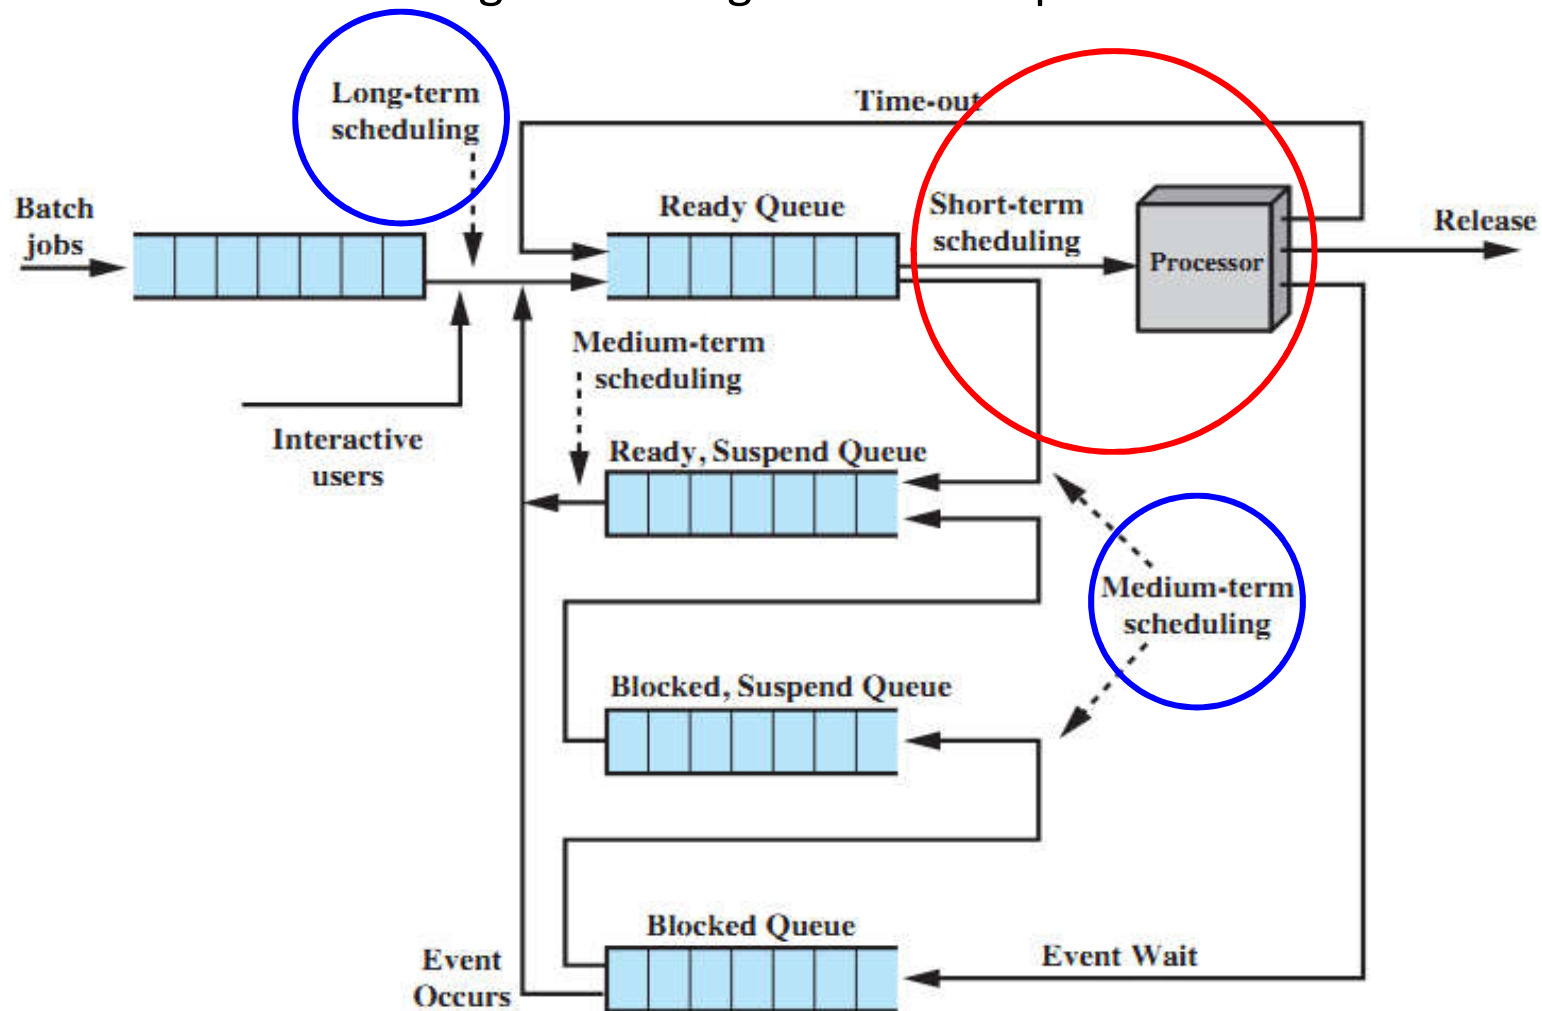 Long-term
scheduling
Time-out
Batch
jobs
Ready Queue
Short-term
scheduling
Processor
Release
Medium-term
scheduling
Interactive
users
Ready, Suspend Queue
Medium-term
scheduling
Blocked, Suspend Queue
Blocked Queue
Event
Occurs
Event Wait